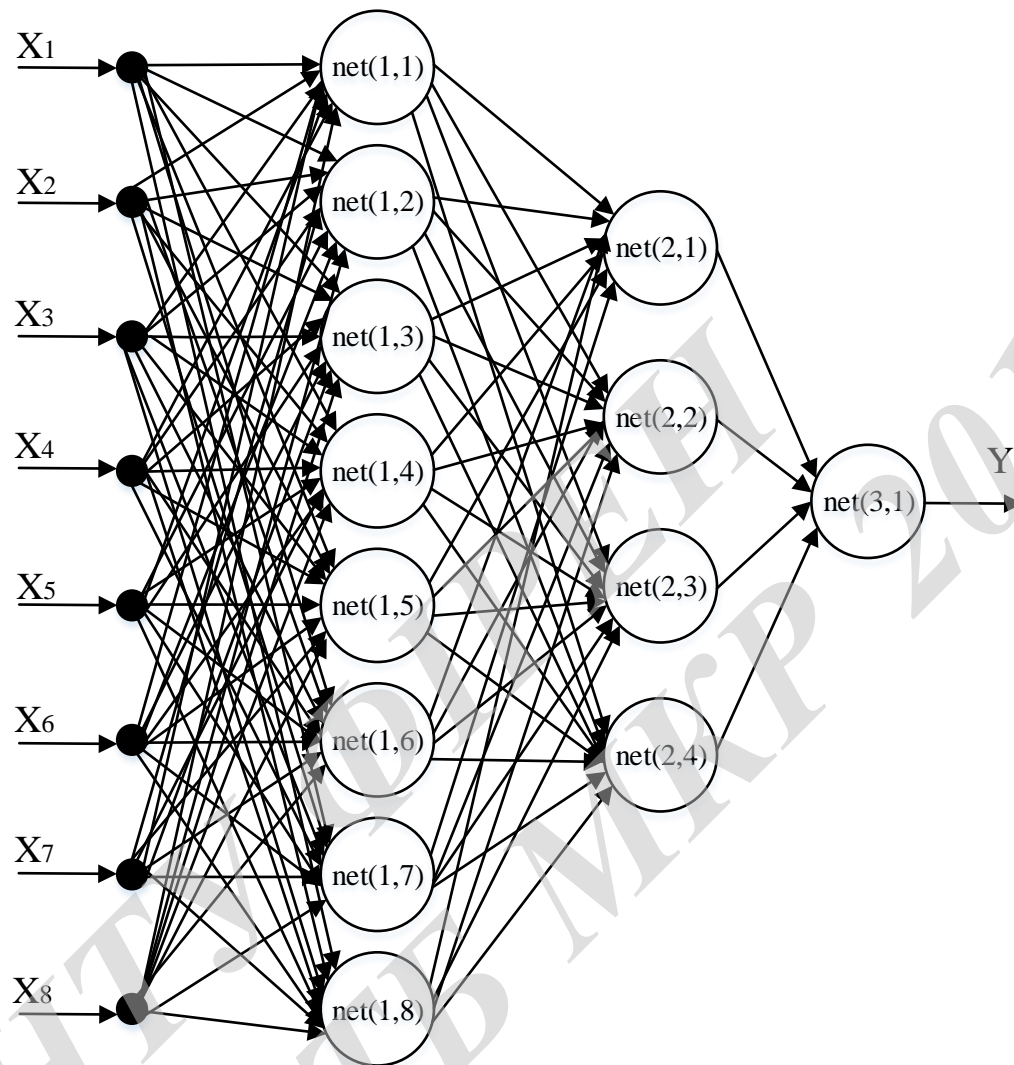 X1
net(1,1)
X2
net(1,2)
net(2,1)
X3
net(1,3)
net(2,2)
X4
net(1,4)
Y
net(3,1)
X5
net(1,5)
net(2,3)
X6
net(1,6)
net(2,4)
X7
net(1,7)
X8
net(1,8)
МКР 20